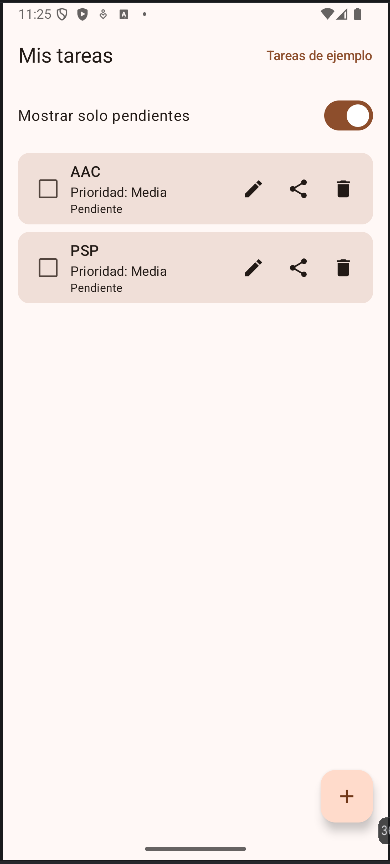 11:25
Mis tareas
Tareas de ejemplo
Mostrar solo pendientes
AAC
Prioridad: Media
Pendiente
PSP
Prioridad: Media
Pendiente